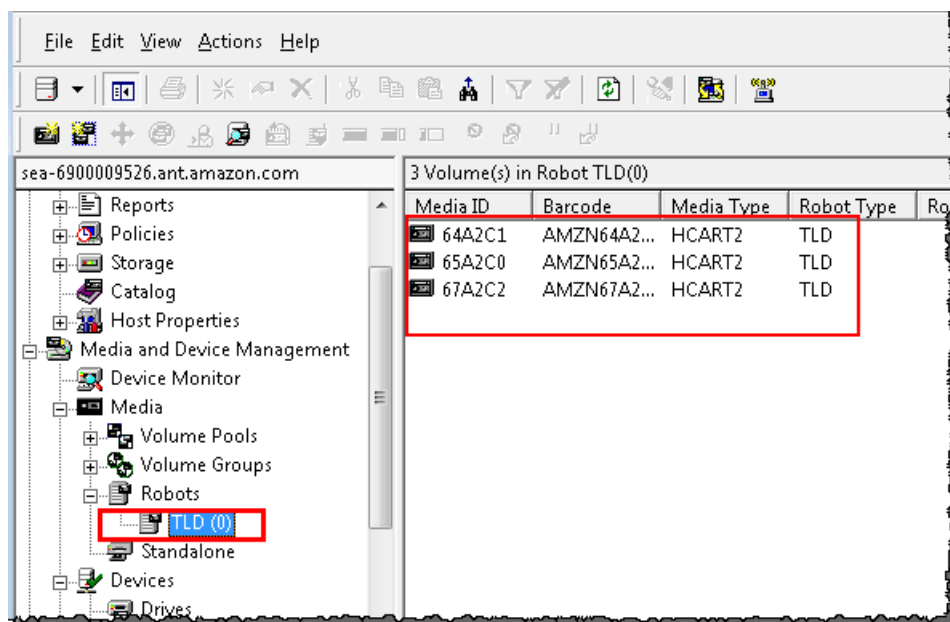 File Edit View Actions Help
sea-6900009526.ant.amazon.com
3 Volume(s) in Robot TLD(0)
Reports
Policies
Storage
Catalog
Host Properties
Media and Device Management
Device Monitor
Media
Volume Pools
Volume Groups
Robots
TLD (0)
Standalone
Devices
Drives
Media ID Barcode Media Type Robot Type Ro
64A2C1 AMZN64A2... HCART2 TLD
65A2C0 AMZN65A2... HCART2 TLD
67A2C2 AMZN67A2... HCART2 TLD